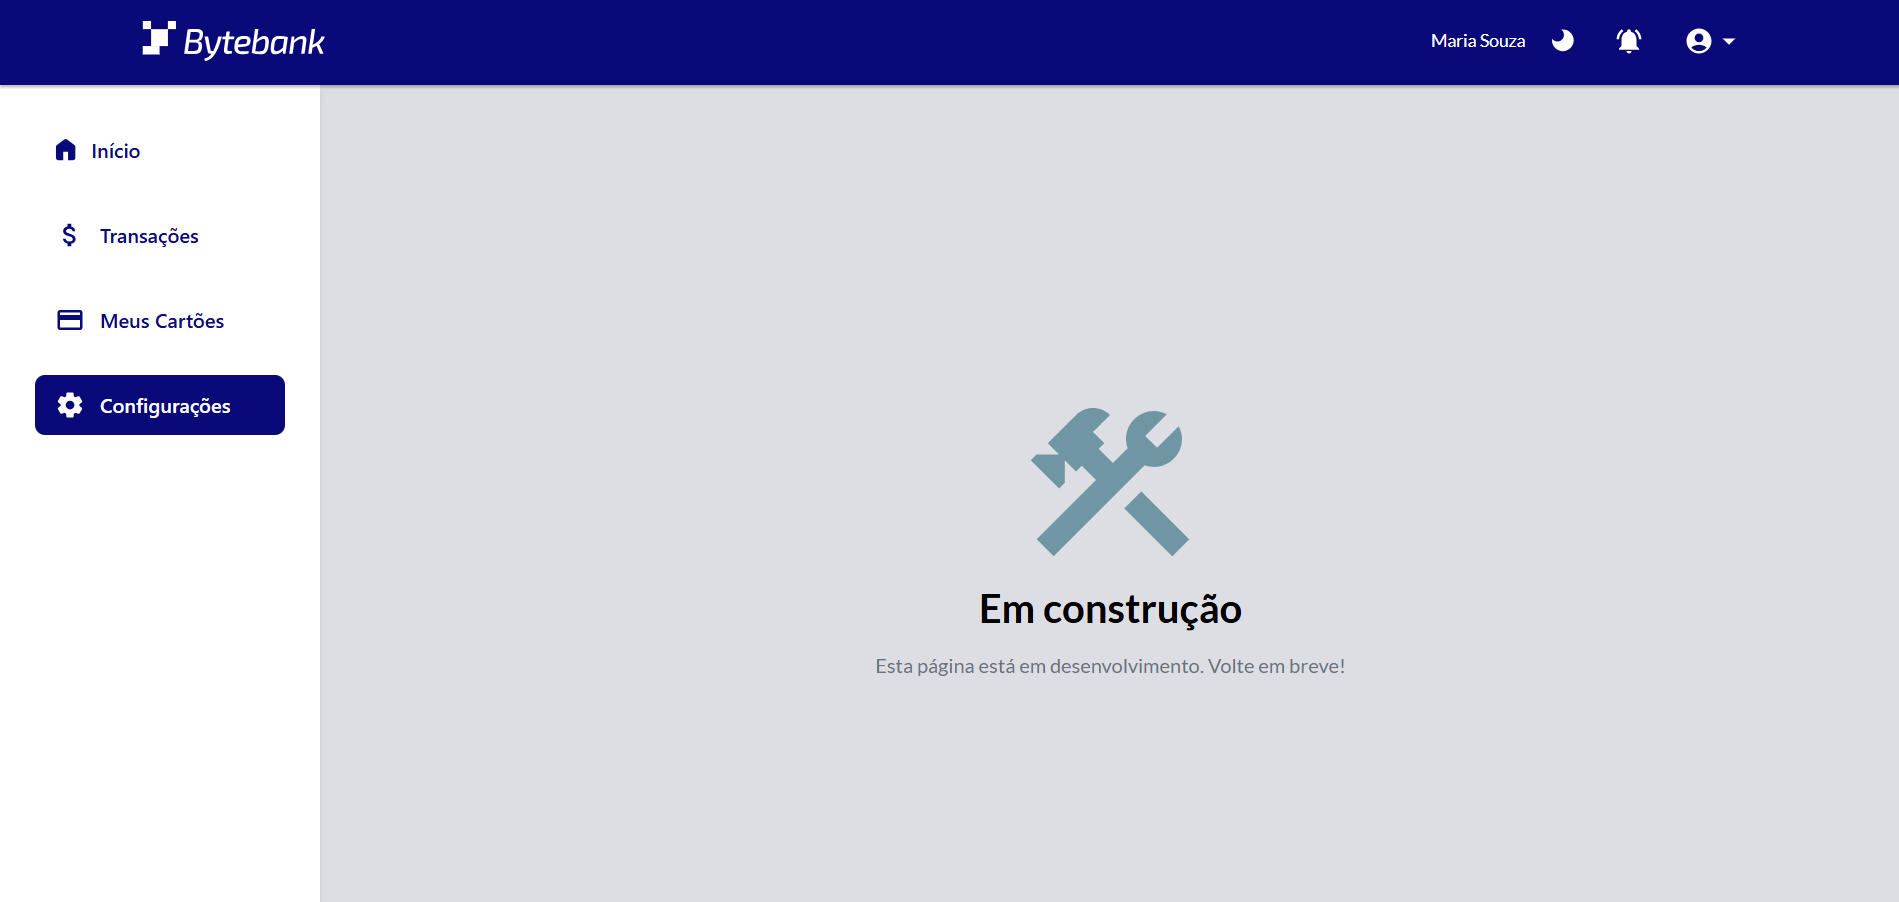 Bytebank
Maria Souza
Início
Transações
Meus Cartões
Configurações
Em construção
Esta página está em desenvolvimento. Volte em breve!